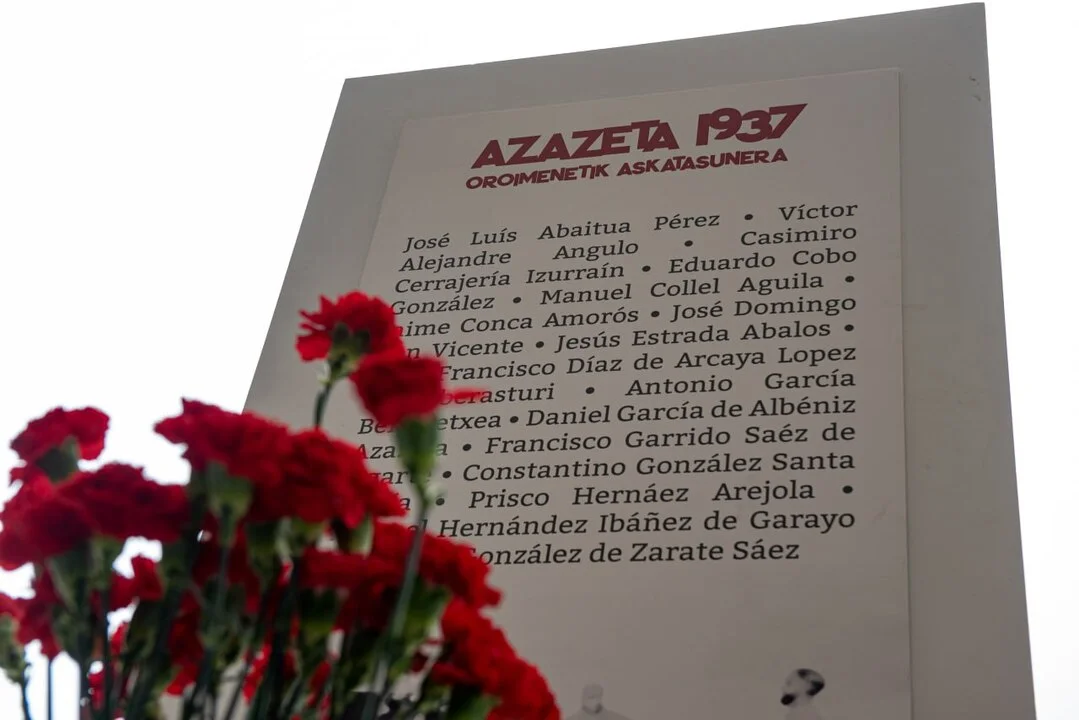 AZAZETA 1937
OROIMENETIK ASKATASUNERA
José Luís Abaitua Pérez • Víctor
Alejandre Angulo • Casimiro
Cerrajería Izurraín • Eduardo Cobo
González • Manuel Collel Aguila •
Conca Amorós • José Domingo
Vicente • Jesús Estrada Abalos •
Francisco Díaz de Arcaya Lopez
• Antonio García
• Daniel García de Albéniz
• Francisco Garrido Saéz de
• Constantino González Santa
• Prisco Hernáez Arejola •
Hernández Ibáñez de Garayo
González de Zarate Sáez